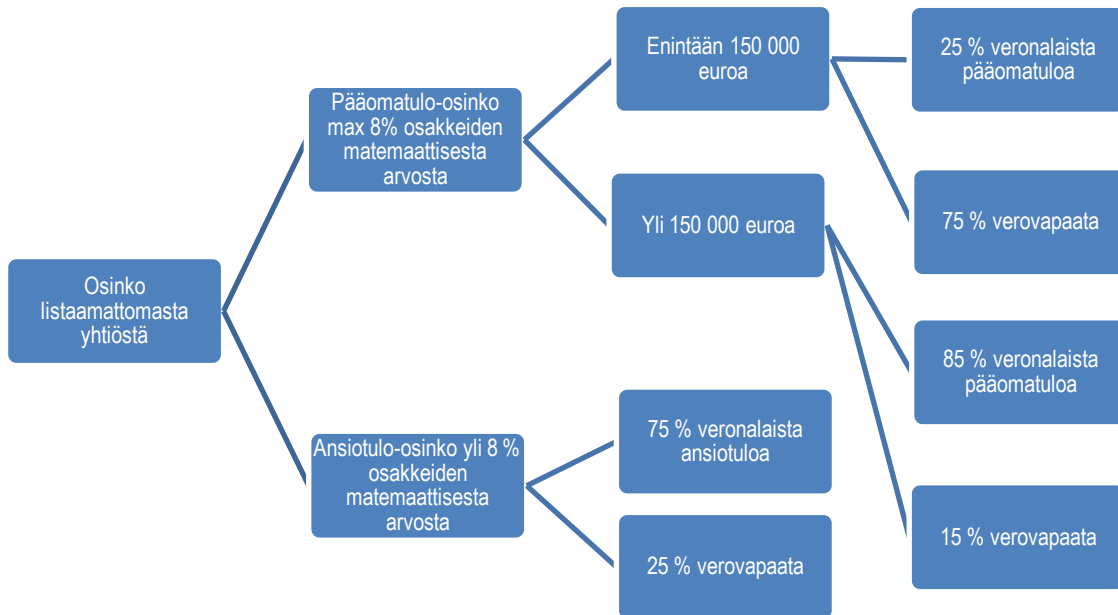 Osinko
listaamattomasta
yhtiöstä
Pääomatulo-osinko
max 8% osakkeiden
matemaattisesta
arvosta
Enintään 150 000
euroa
25 % veronalaista
pääomatuloa
75 % verovapaata
Yli 150 000 euroa
85 % veronalaista
pääomatuloa
15 % verovapaata
Ansiotulo-osinko yli 8 %
osakkeiden
matemaattisesta
arvosta
75 % veronalaista
ansiotuloa
25 % verovapaata